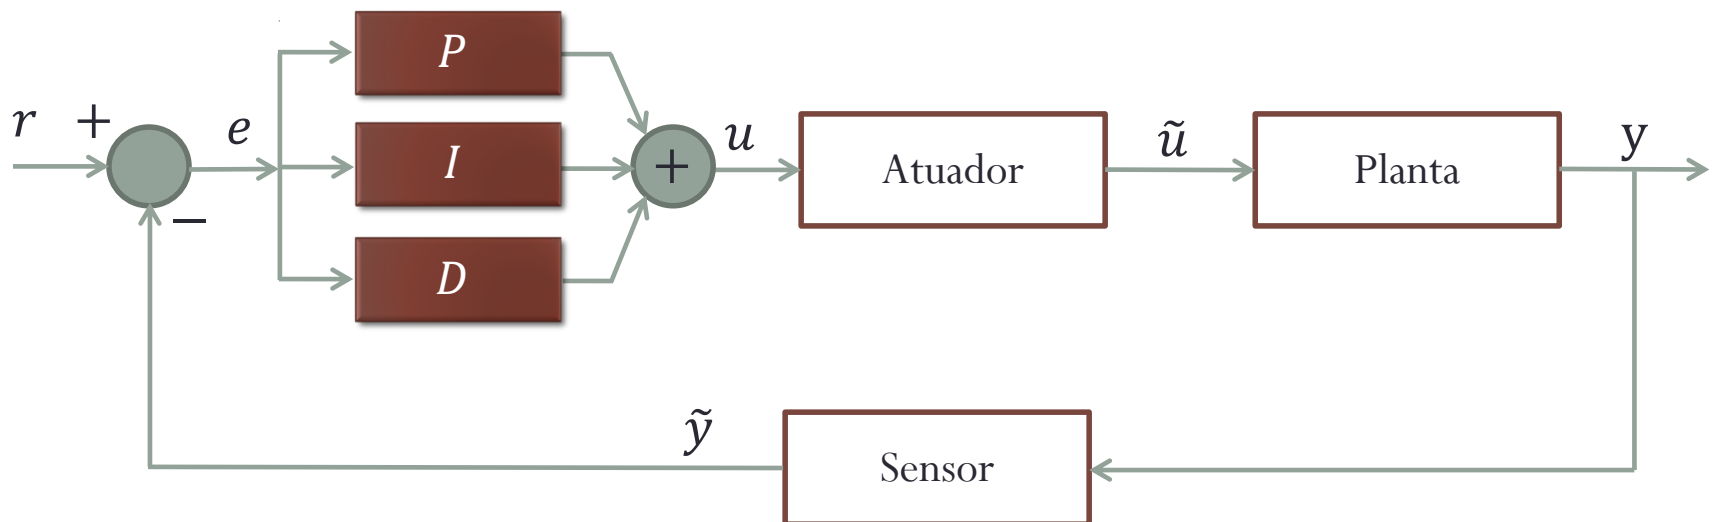 P
r + e I + u Atuador ũ Planta y
−
D
ỹ Sensor